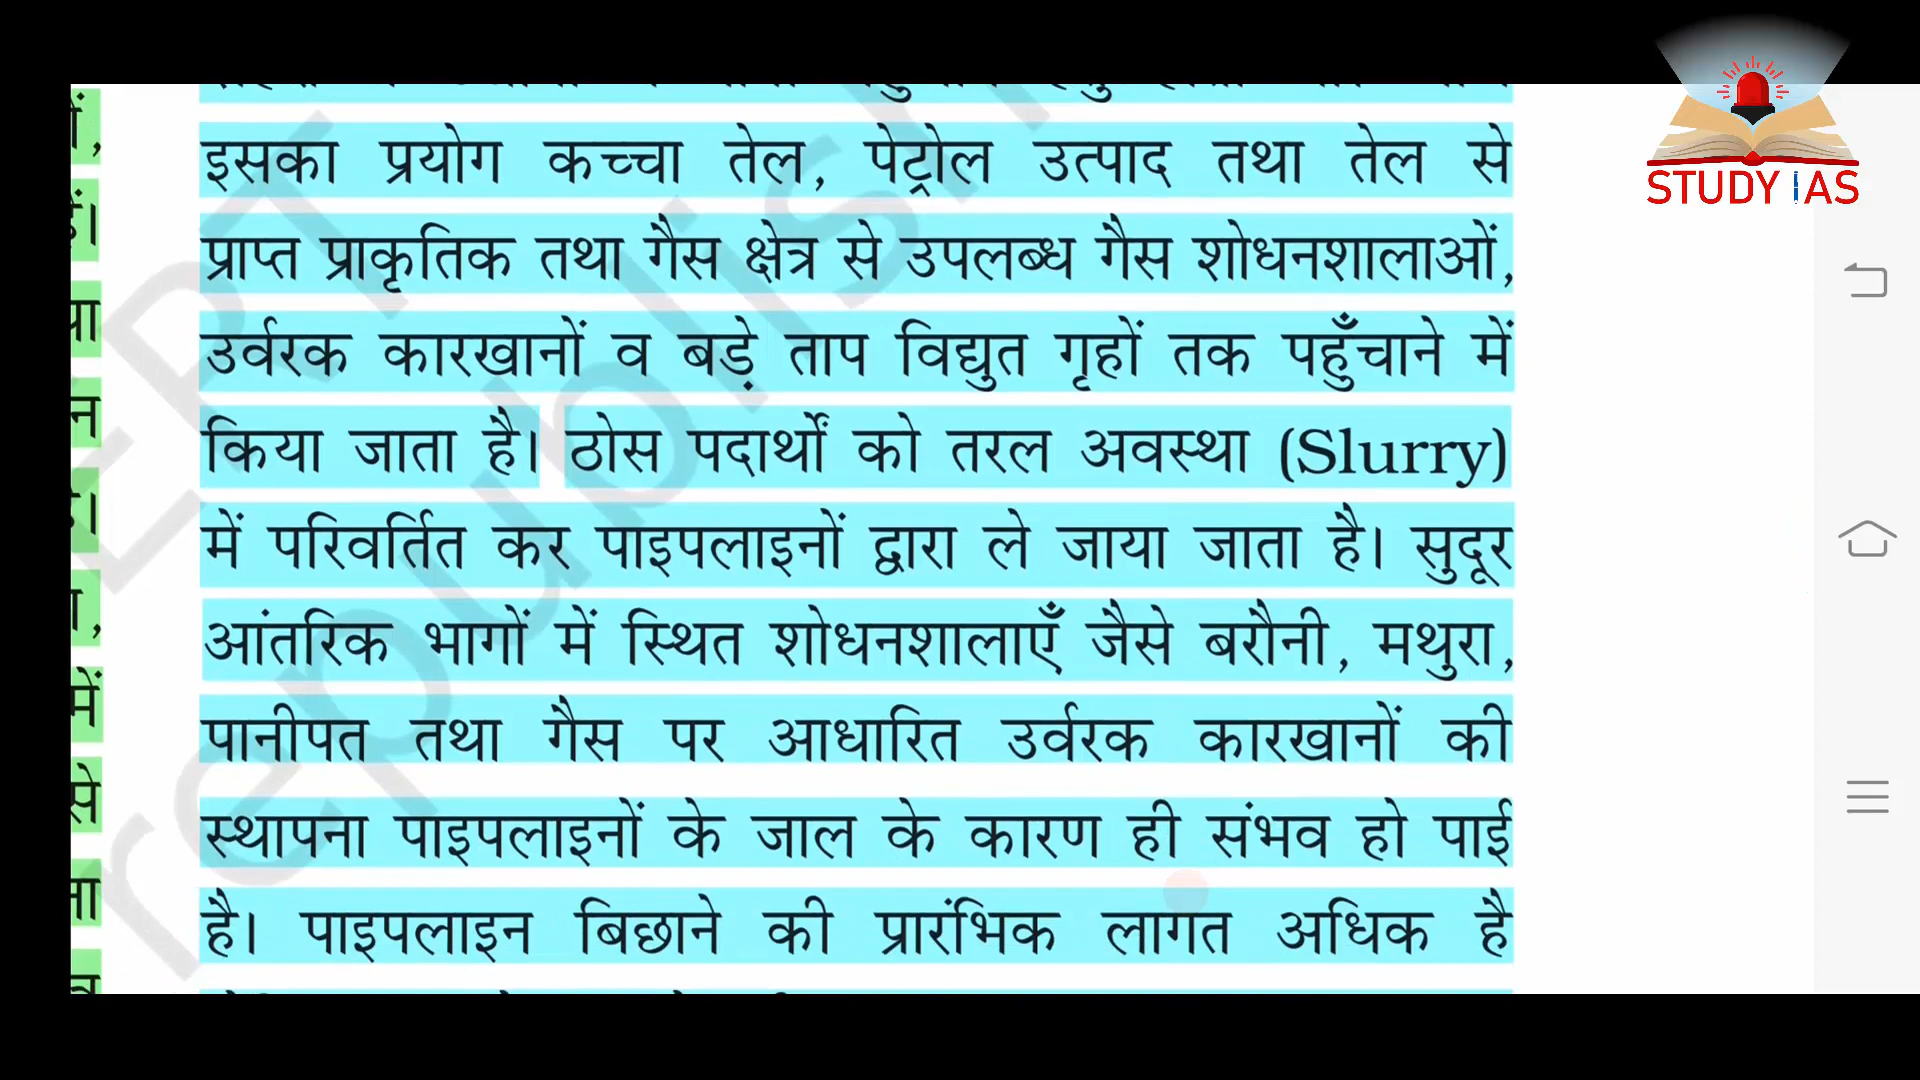 इसका प्रयोग कच्चा तेल, पेट्रोल उत्पाद तथा तेल से
प्राप्त प्राकृतिक तथा गैस क्षेत्र से उपलब्ध गैस शोधनशालाओं,
उर्वरक कारखानों व बड़े ताप विद्युत गृहों तक पहुँचाने में
किया जाता है। ठोस पदार्थों को तरल अवस्था (Slurry)
में परिवर्तित कर पाइपलाइनों द्वारा ले जाया जाता है। सुदूर
आंतरिक भागों में स्थित शोधनशालाएँ जैसे बरौनी, मथुरा,
पानीपत तथा गैस पर आधारित उर्वरक कारखानों की
स्थापना पाइपलाइनों के जाल के कारण ही संभव हो पाई
है। पाइपलाइन बिछाने की प्रारंभिक लागत अधिक है
STUDY IAS
republish